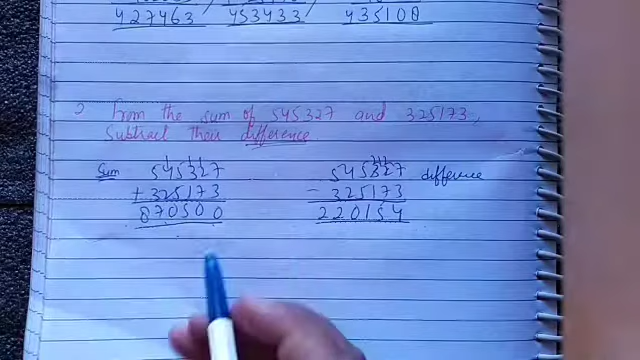 427463 453433 435108
From the sum of 545327 and 325173,
Subtract their difference
Sum 545327 545327 difference
+325173 -325173
870500 220154